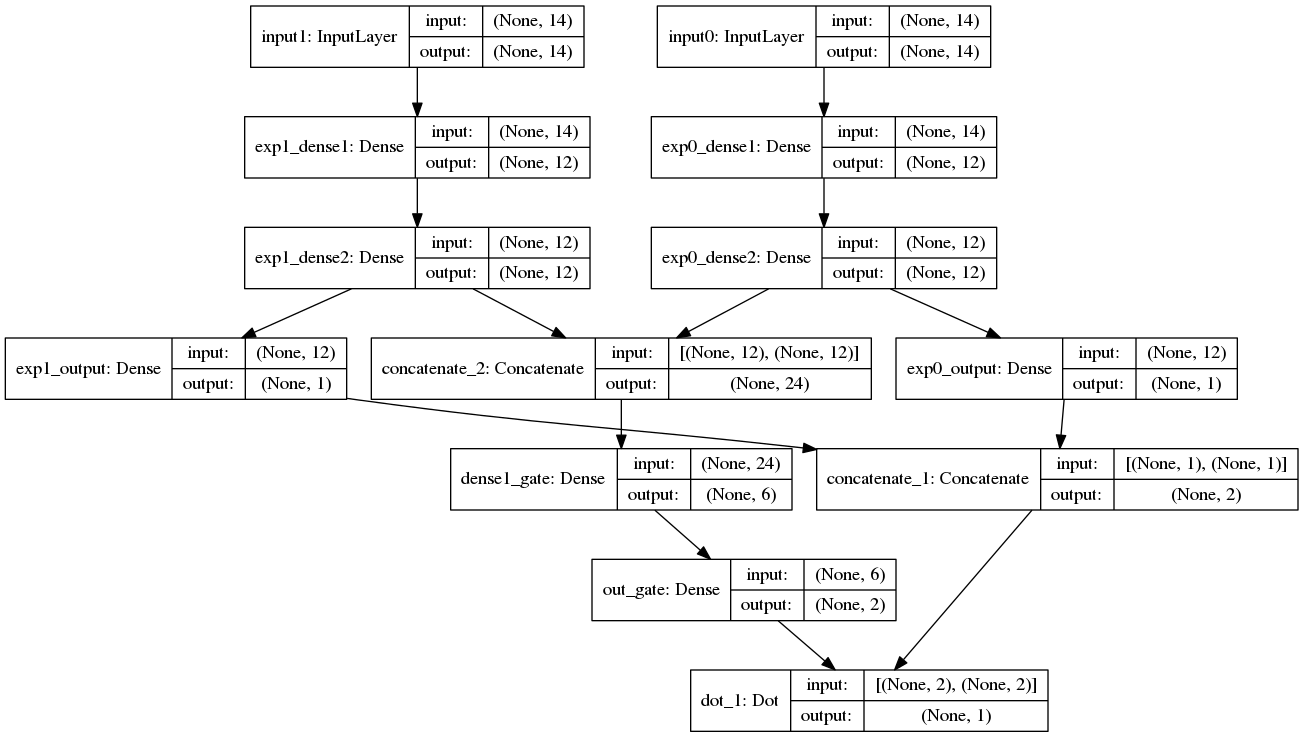 input1: InputLayer input: (None, 14) output: (None, 14)
input0: InputLayer input: (None, 14) output: (None, 14)
exp1_dense1: Dense input: (None, 14) output: (None, 12)
exp0_dense1: Dense input: (None, 14) output: (None, 12)
exp1_dense2: Dense input: (None, 12) output: (None, 12)
exp0_dense2: Dense input: (None, 12) output: (None, 12)
exp1_output: Dense input: (None, 12) output: (None, 1)
concatenate_2: Concatenate input: [(None, 12), (None, 12)] output: (None, 24)
exp0_output: Dense input: (None, 12) output: (None, 1)
dense1_gate: Dense input: (None, 24) output: (None, 6)
concatenate_1: Concatenate input: [(None, 1), (None, 1)] output: (None, 2)
out_gate: Dense input: (None, 6) output: (None, 2)
dot_1: Dot input: [(None, 2), (None, 2)] output: (None, 1)